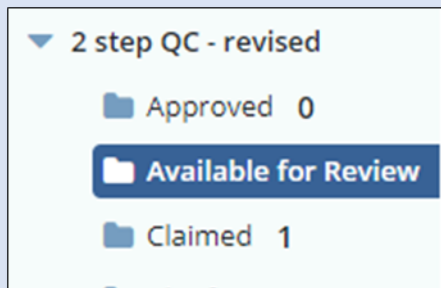 2 step QC - revised
Approved 0
Available for Review
Claimed 1